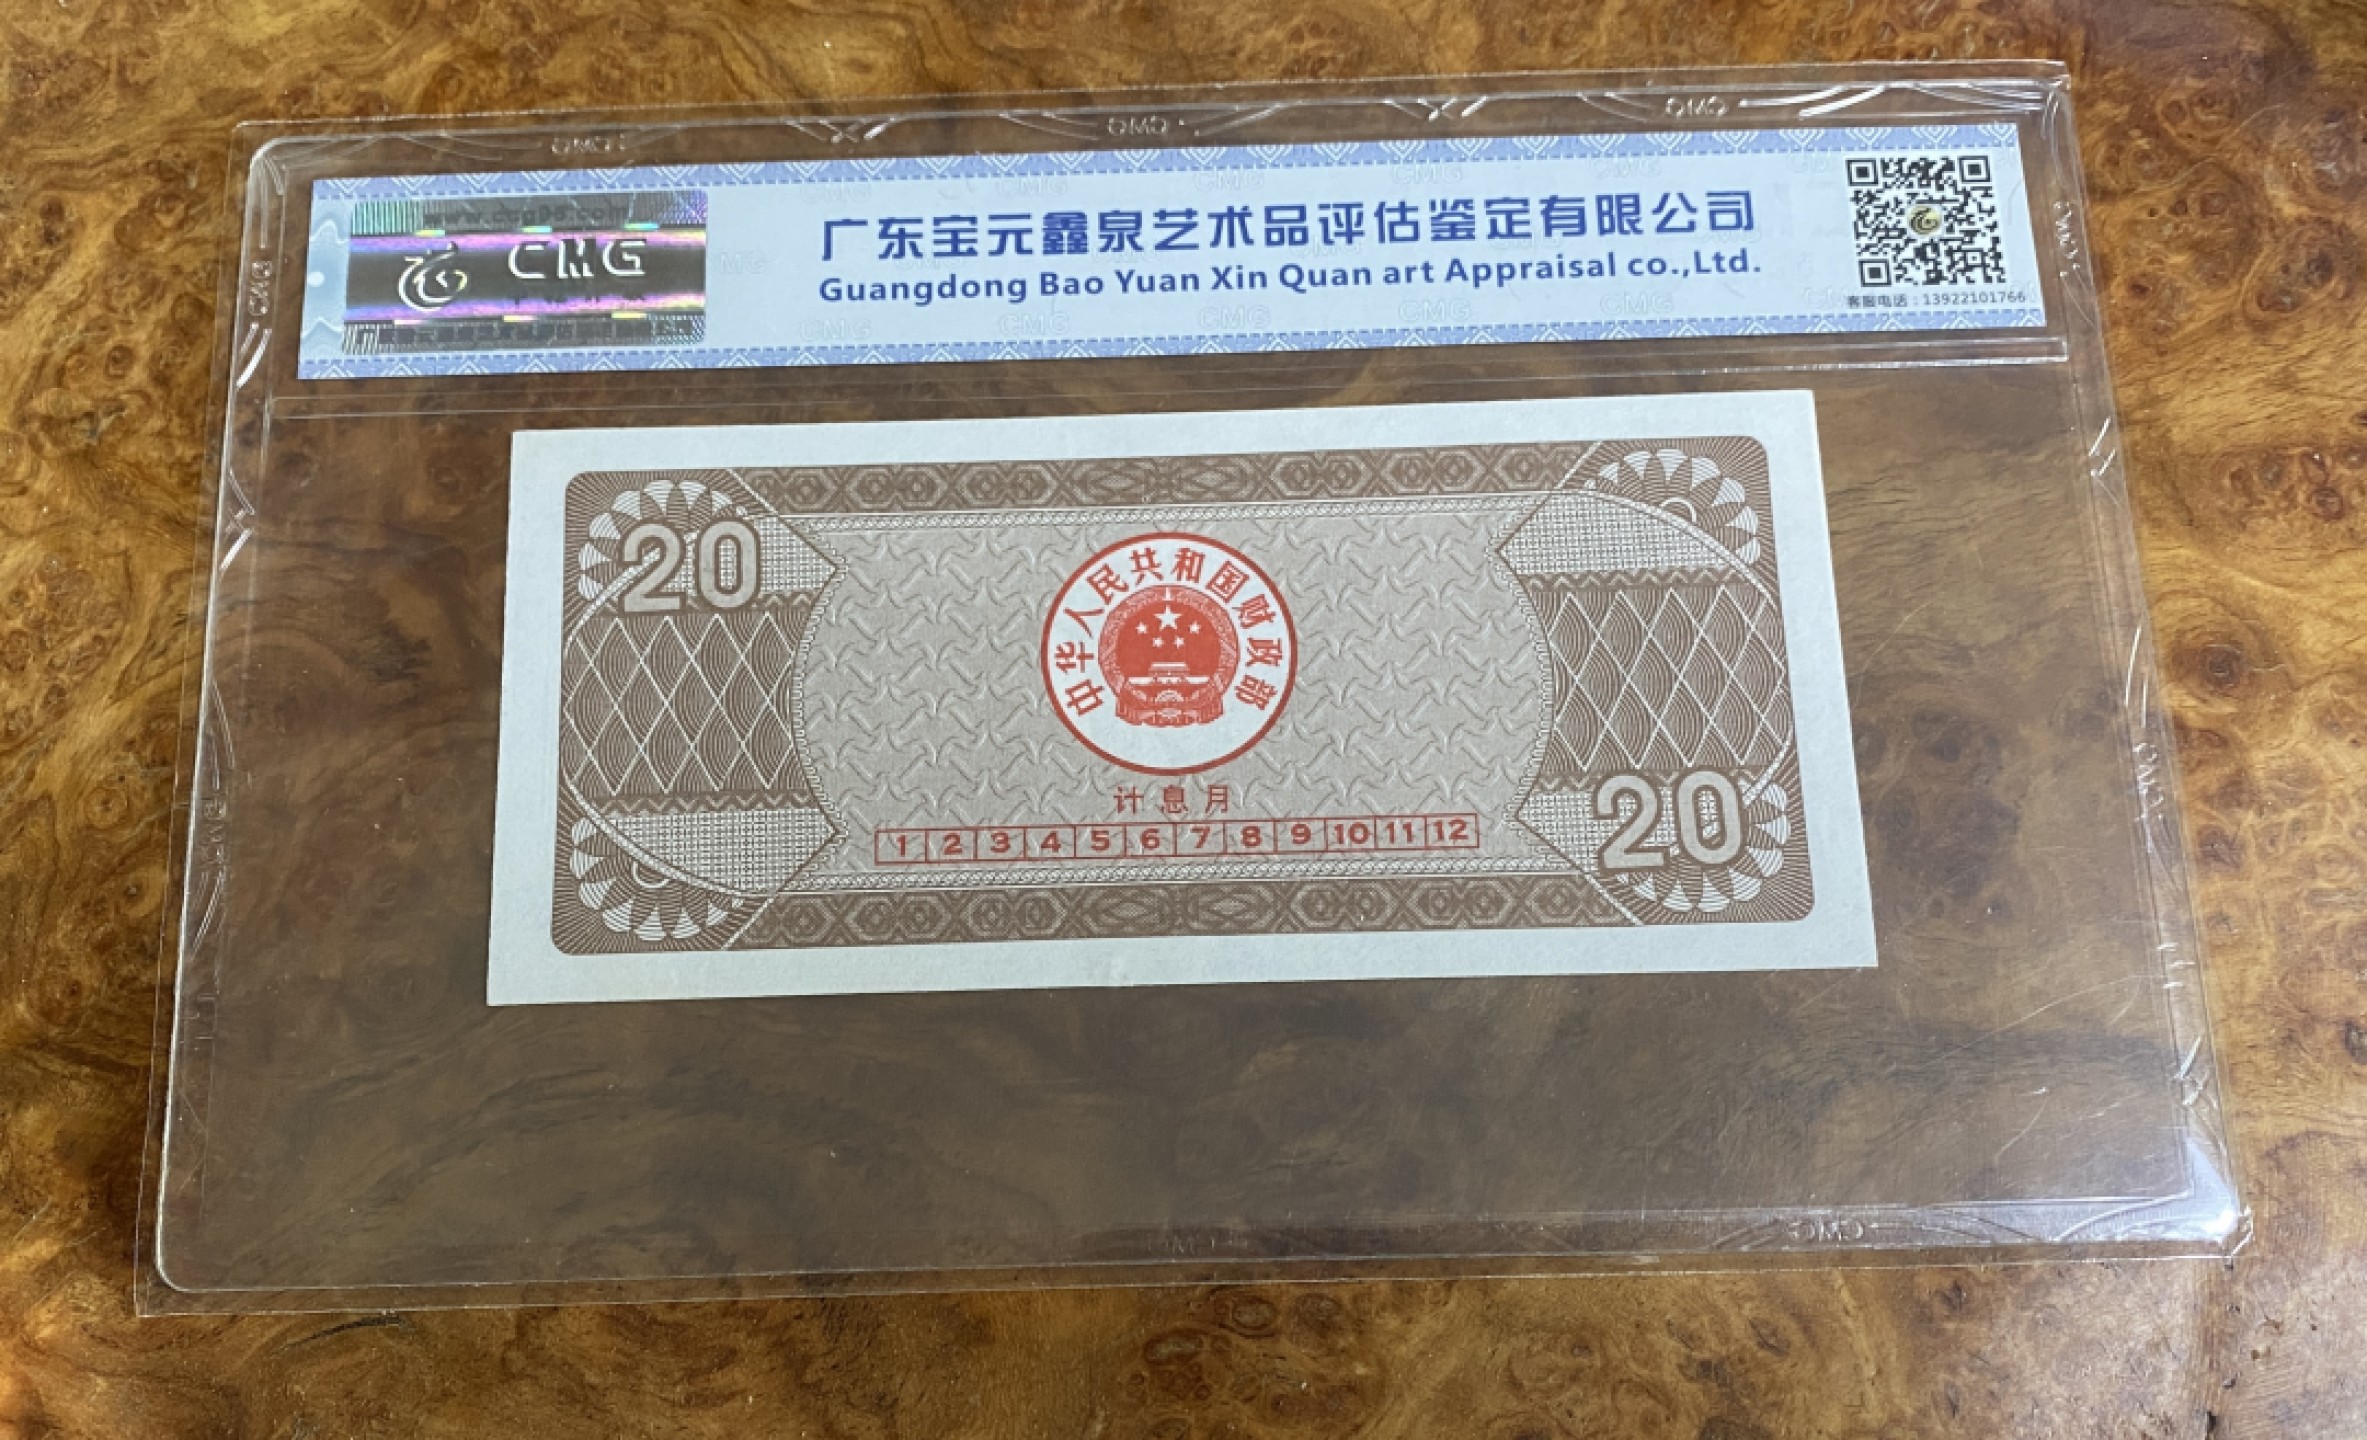 www.ccg98.com
CMG
广东宝元鑫泉艺术品评估鉴定有限公司
Guangdong Bao Yuan Xin Quan art Appraisal co.,Ltd.
客服电话:13922101766
20
中华人民共和国财政部
计息月
1 2 3 4 5 6 7 8 9 10 11 12
20